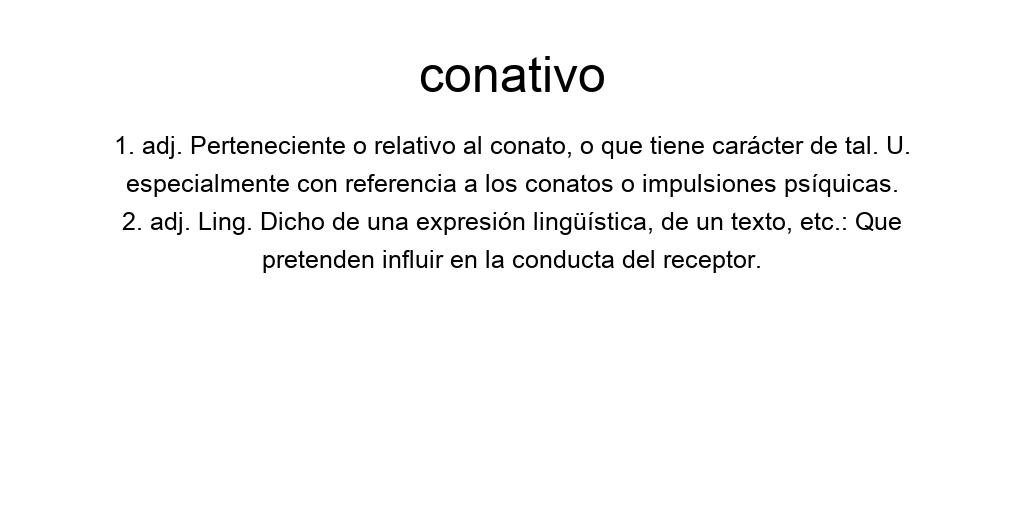 conativo
1. adj. Perteneciente o relativo al conato, o que tiene carácter de tal. U.
especialmente con referencia a los conatos o impulsiones psíquicas.
2. adj. Ling. Dicho de una expresión lingüística, de un texto, etc.: Que
pretenden influir en la conducta del receptor.